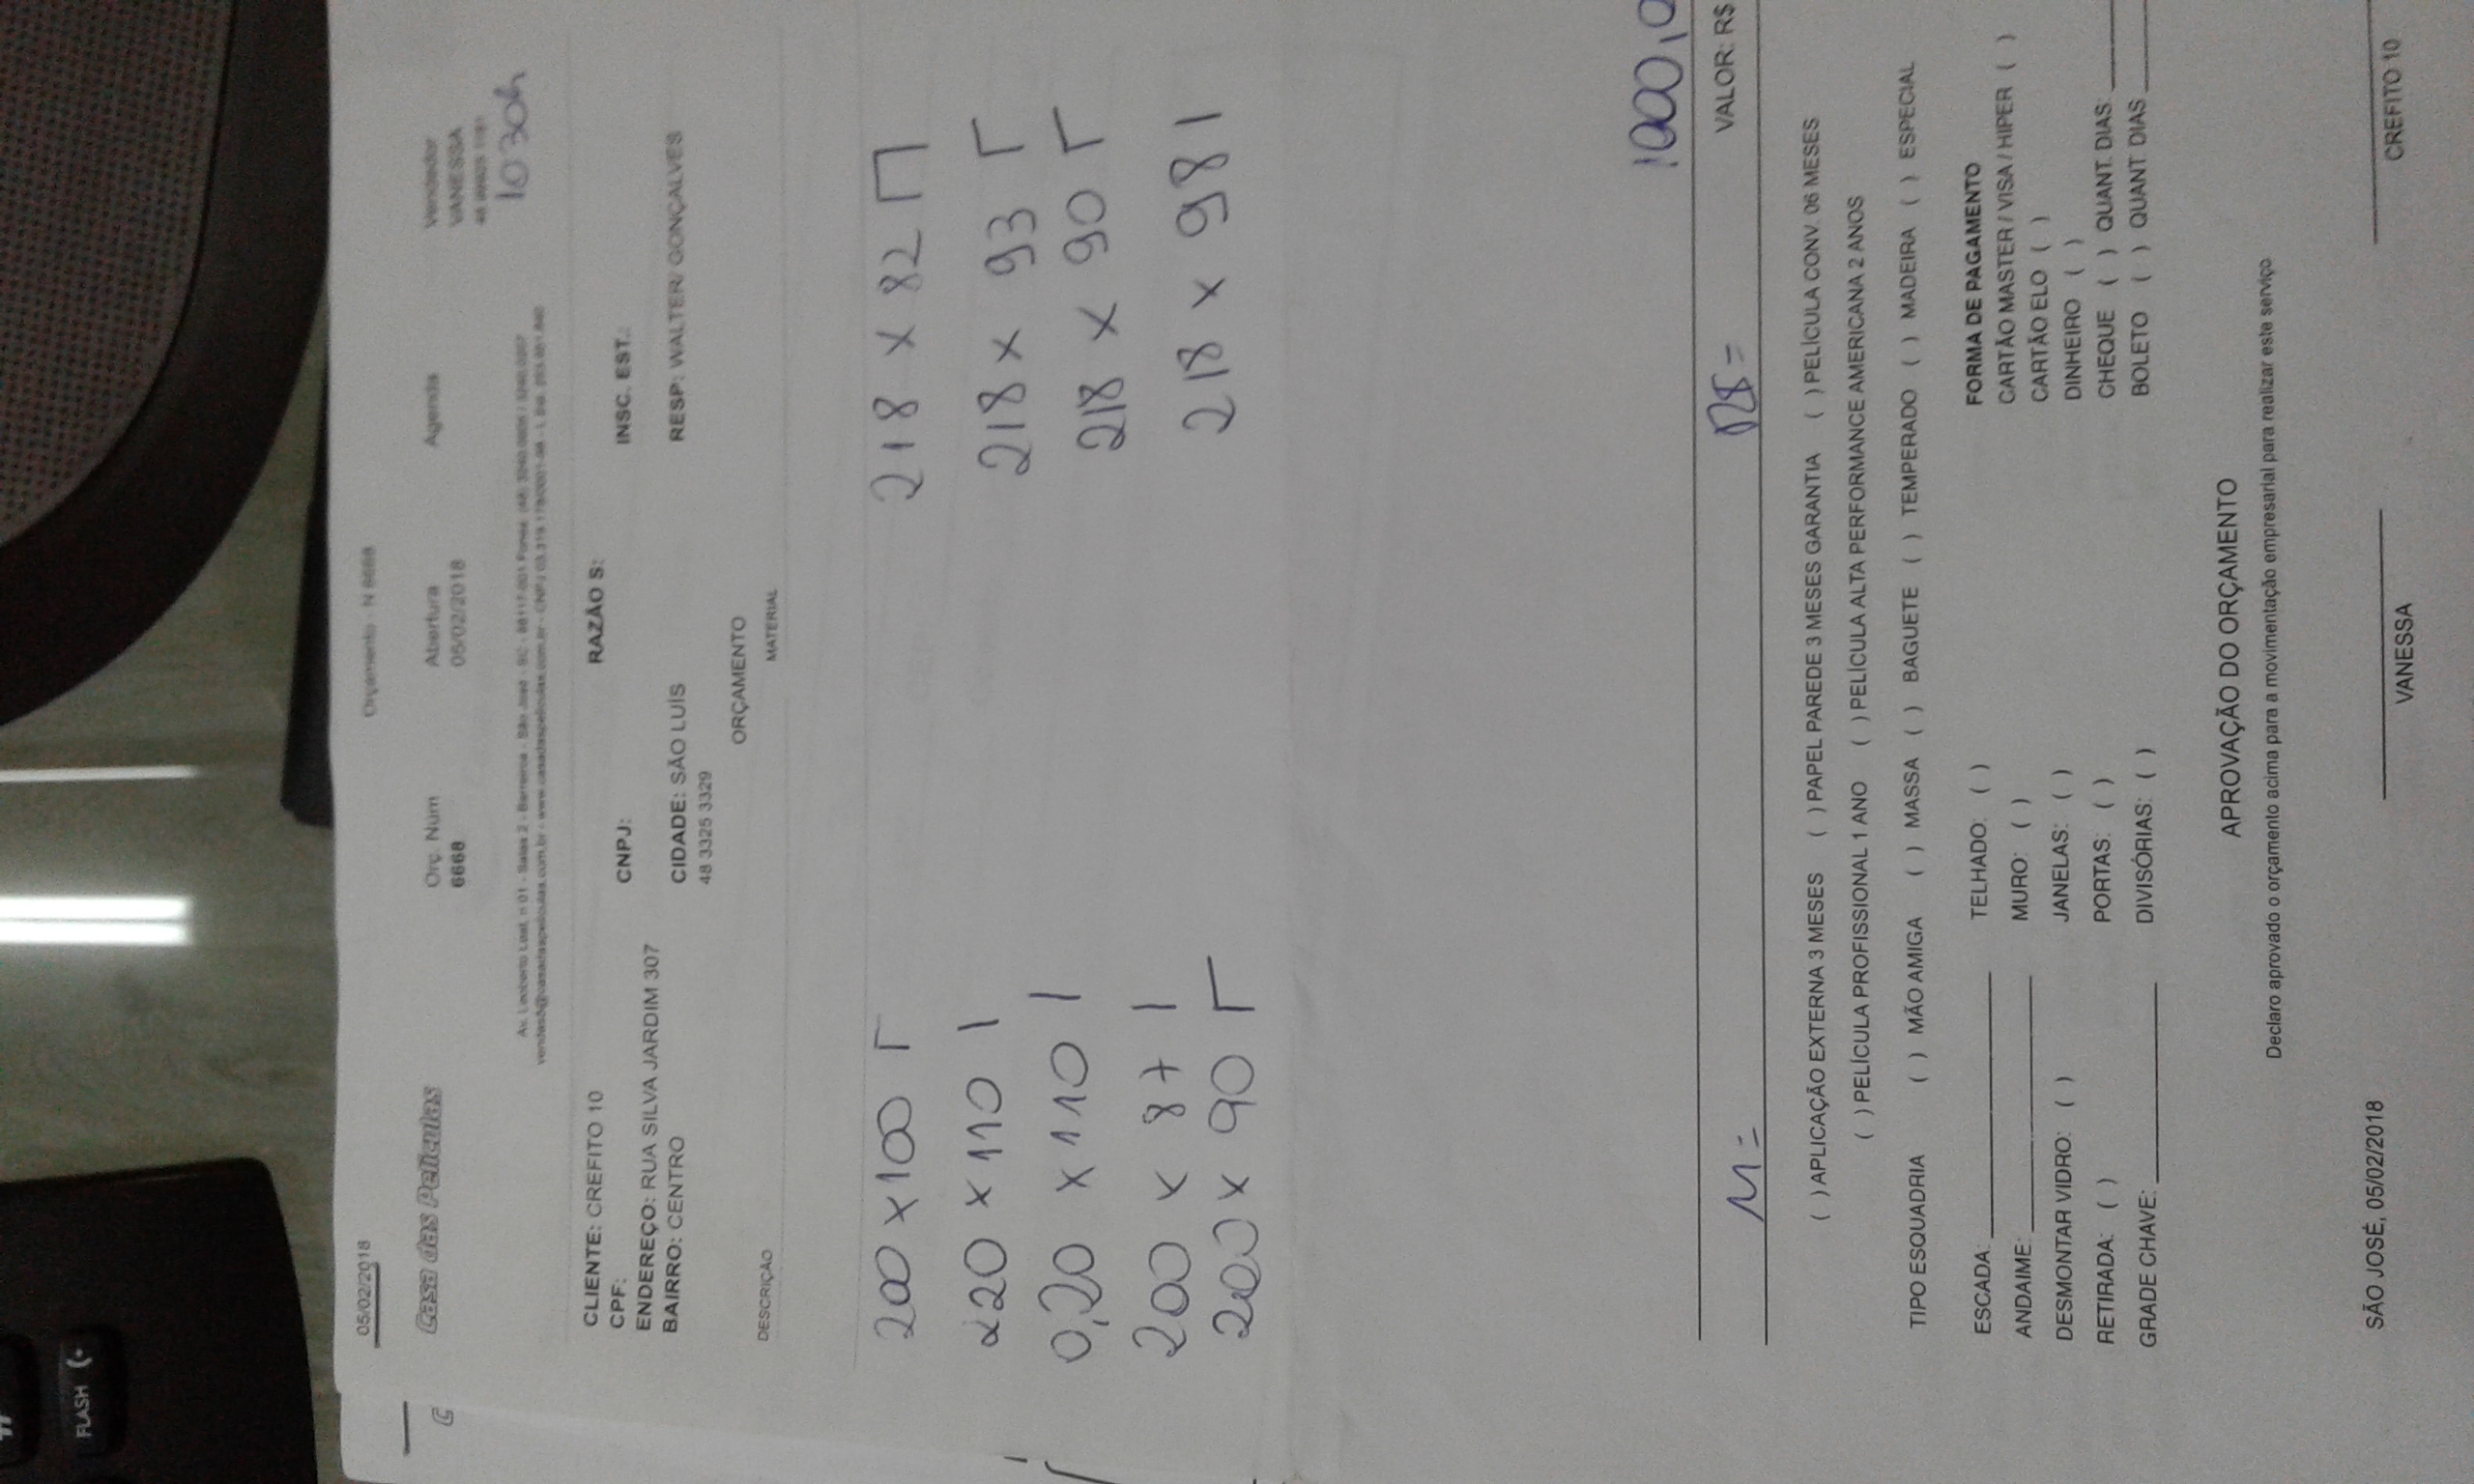 05/02/2018 Orçamento - N 6668
Casa das Películas
Orç. Núm Abertura Agenda Vendedor
6668 05/02/2018 VANESSA
1030h
CLIENTE: CREFITO 10 RAZÃO S:
CPF: CNPJ: INSC. EST.:
ENDEREÇO: RUA SILVA JARDIM 307
BAIRRO: CENTRO CIDADE: SÃO LUÍS RESP: WALTER/ GONÇALVES
48 3325 3329
ORÇAMENTO
DESCRIÇÃO MATERIAL
200 x 100 218 x 82
220 x 110 218 x 93
0,20 x 110 218 x 90
200 x 87 218 x 98
200 x 90
1000,0
M= R$=
VALOR: R$
( ) APLICAÇÃO EXTERNA 3 MESES ( ) PAPEL PAREDE 3 MESES GARANTIA ( ) PELÍCULA CONV. 06 MESES
( ) PELÍCULA PROFISSIONAL 1 ANO ( ) PELÍCULA ALTA PERFORMANCE AMERICANA 2 ANOS
TIPO ESQUADRIA ( ) MÃO AMIGA ( ) MASSA ( ) BAGUETE ( ) TEMPERADO ( ) MADEIRA ( ) ESPECIAL
FORMA DE PAGAMENTO
ESCADA: TELHADO: ( ) CARTÃO MASTER / VISA / HIPER ( )
ANDAIME: MURO: ( ) CARTÃO ELO ( )
DESMONTAR VIDRO: ( ) JANELAS: ( ) DINHEIRO ( )
RETIRADA: ( ) PORTAS: ( ) CHEQUE ( ) QUANT. DIAS:
GRADE CHAVE: DIVISÓRIAS: ( ) BOLETO ( ) QUANT DIAS
APROVAÇÃO DO ORÇAMENTO
Declaro aprovado o orçamento acima para a movimentação empresarial para realizar este serviço.
SÃO JOSÉ, 05/02/2018 VANESSA CREFITO 10
FLASH